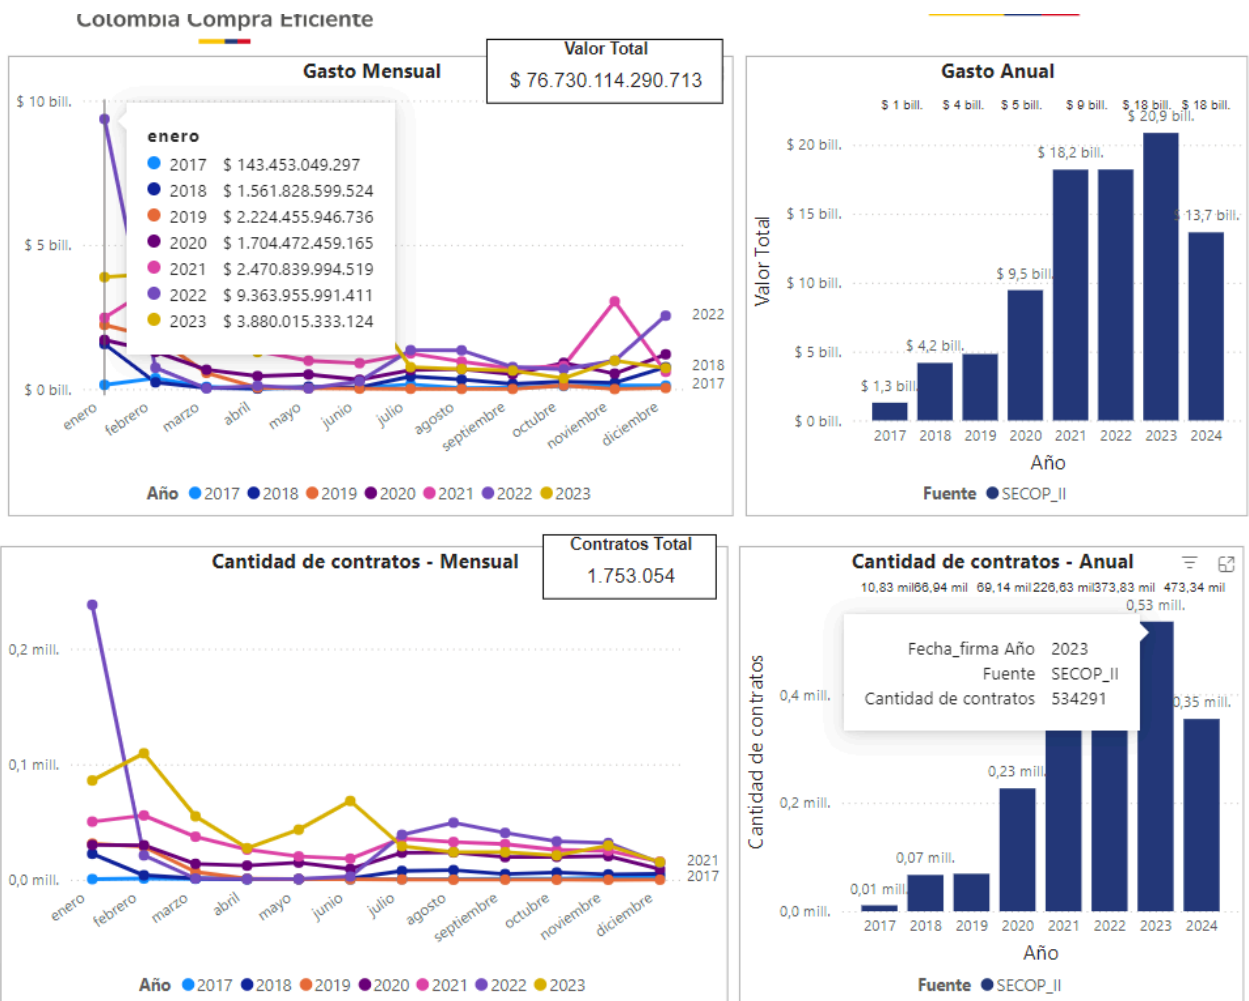 Colombia Compra Eficiente
Gasto Mensual
Valor Total
$ 76.730.114.290.713
$ 10 bill.
$ 5 bill.
$ 0 bill.
enero
2017 $ 143.453.049.297
2018 $ 1.561.828.599.524
2019 $ 2.224.455.946.736
2020 $ 1.704.472.459.165
2021 $ 2.470.839.994.519
2022 $ 9.363.955.991.411
2023 $ 3.880.015.333.124
2022
2018
2017
enero febrero marzo abril mayo junio julio agosto septiembre octubre noviembre diciembre
Año 2017 2018 2019 2020 2021 2022 2023
Gasto Anual
$ 1 bill. $ 4 bill. $ 5 bill. $ 9 bill. $ 18 bill. $ 18 bill.
$ 20,9 bill.
$ 20 bill.
$ 18,2 bill.
$ 15 bill.
$ 13,7 bill.
$ 10 bill.
$ 9,5 bill.
$ 5 bill.
$ 4,2 bill.
$ 1,3 bill.
$ 0 bill.
Valor Total
2017 2018 2019 2020 2021 2022 2023 2024
Año
Fuente SECOP_II
Cantidad de contratos - Mensual
Contratos Total
1.753.054
0,2 mill.
0,1 mill.
0,0 mill.
2021
2017
enero febrero marzo abril mayo junio julio agosto septiembre octubre noviembre diciembre
Año 2017 2018 2019 2020 2021 2022 2023
Cantidad de contratos - Anual
10,83 mil 66,94 mil 69,14 mil 226,63 mil 373,83 mil 473,34 mil
0,53 mill.
Fecha_firma Año 2023
Fuente SECOP_II
Cantidad de contratos 534291
0,4 mill.
0,35 mill.
0,23 mill.
0,2 mill.
0,07 mill.
0,01 mill.
0,0 mill.
Cantidad de contratos
2017 2018 2019 2020 2021 2022 2023 2024
Año
Fuente SECOP_II